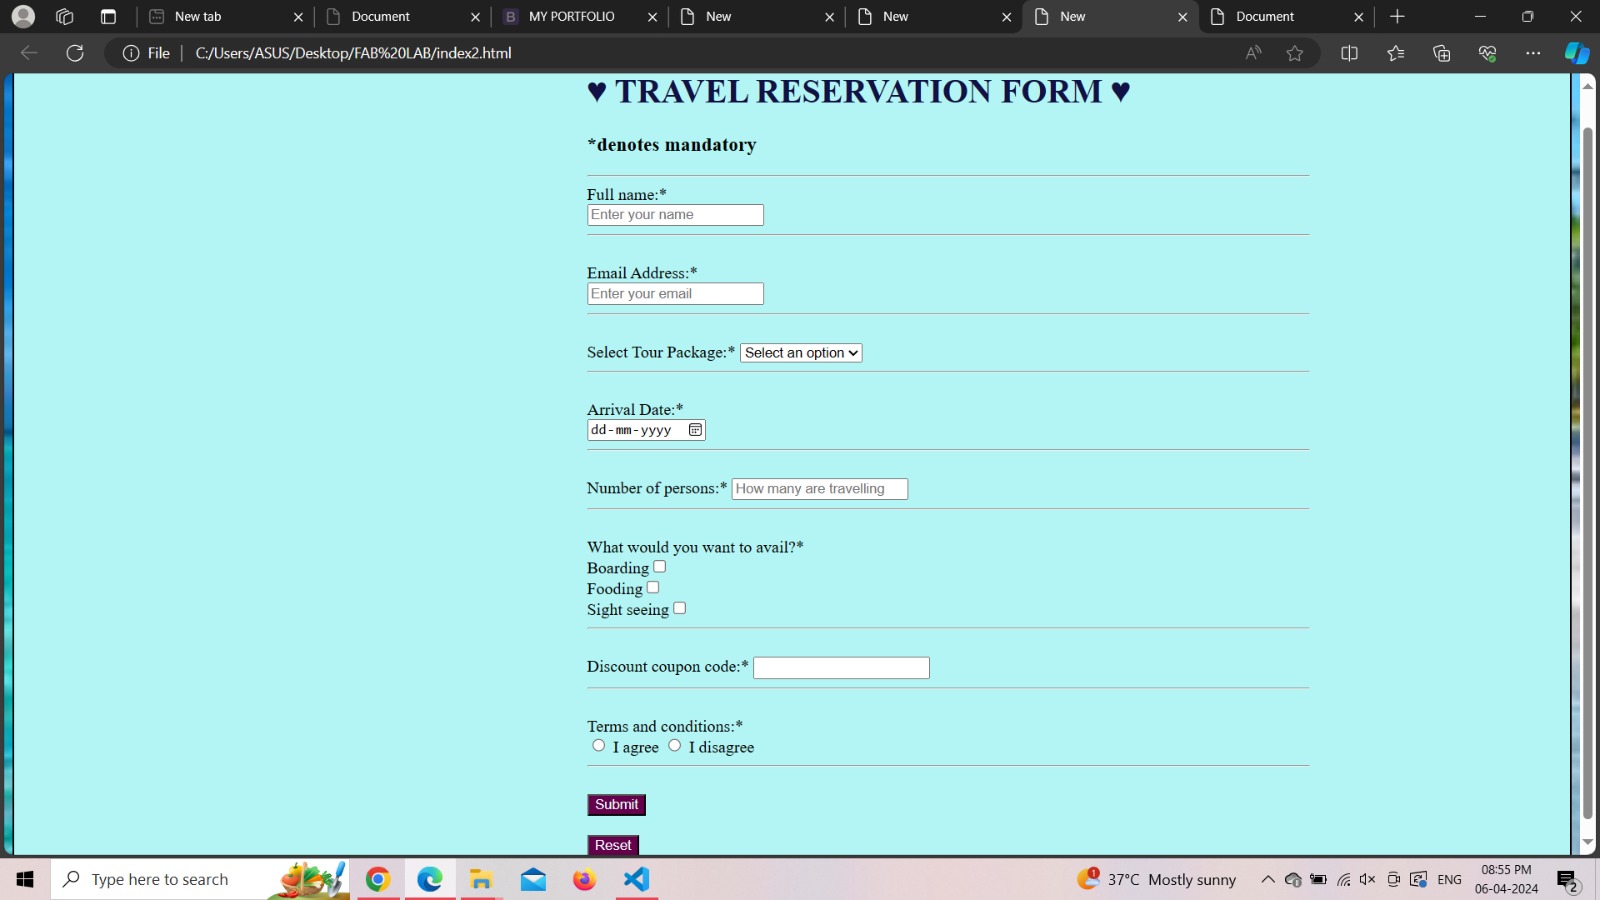 New tab
Document
B MY PORTFOLIO
New
New
New
Document
File C:/Users/ASUS/Desktop/FAB%20LAB/index2.html
♥ TRAVEL RESERVATION FORM ♥
*denotes mandatory
Full name:*
Enter your name
Email Address:*
Enter your email
Select Tour Package:* Select an option
Arrival Date:*
dd-mm-yyyy
Number of persons:* How many are travelling
What would you want to avail?*
Boarding
Fooding
Sight seeing
Discount coupon code:*
Terms and conditions:*
I agree I disagree
Submit
Reset
Type here to search
1
37°C Mostly sunny
ENG
08:55 PM
06-04-2024
2